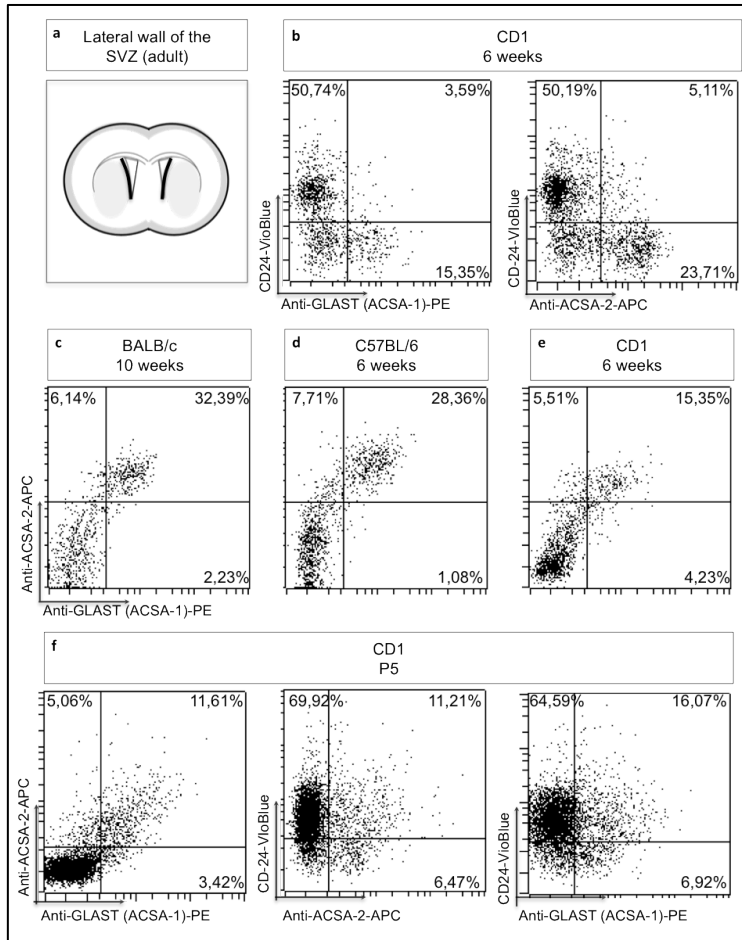 a
Lateral wall of the
SVZ (adult)
b
CD1
6 weeks
50,74%
3,59%
CD24-VioBlue
15,35%
Anti-GLAST (ACSA-1)-PE
50,19%
5,11%
CD-24-VioBlue
23,71%
Anti-ACSA-2-APC
c
BALB/c
10 weeks
6,14%
32,39%
Anti-ACSA-2-APC
2,23%
Anti-GLAST (ACSA-1)-PE
d
C57BL/6
6 weeks
7,71%
28,36%
1,08%
e
CD1
6 weeks
5,51%
15,35%
4,23%
f
CD1
P5
5,06%
11,61%
Anti-ACSA-2-APC
3,42%
Anti-GLAST (ACSA-1)-PE
69,92%
11,21%
CD-24-VIoBlue
6,47%
Anti-ACSA-2-APC
64,59%
16,07%
CD24-VioBlue
6,92%
Anti-GLAST (ACSA-1)-PE